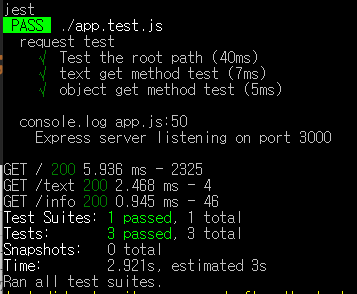 jest
PASS ./app.test.js
request test
√ Test the root path (40ms)
√ text get method test (7ms)
√ object get method test (5ms)
console.log app.js:50
Express server listening on port 3000
GET / 200 5.936 ms - 2325
GET /text 200 2.468 ms - 4
GET /info 200 0.945 ms - 46
Test Suites: 1 passed, 1 total
Tests: 3 passed, 3 total
Snapshots: 0 total
Time: 2.921s, estimated 3s
Ran all test suites.